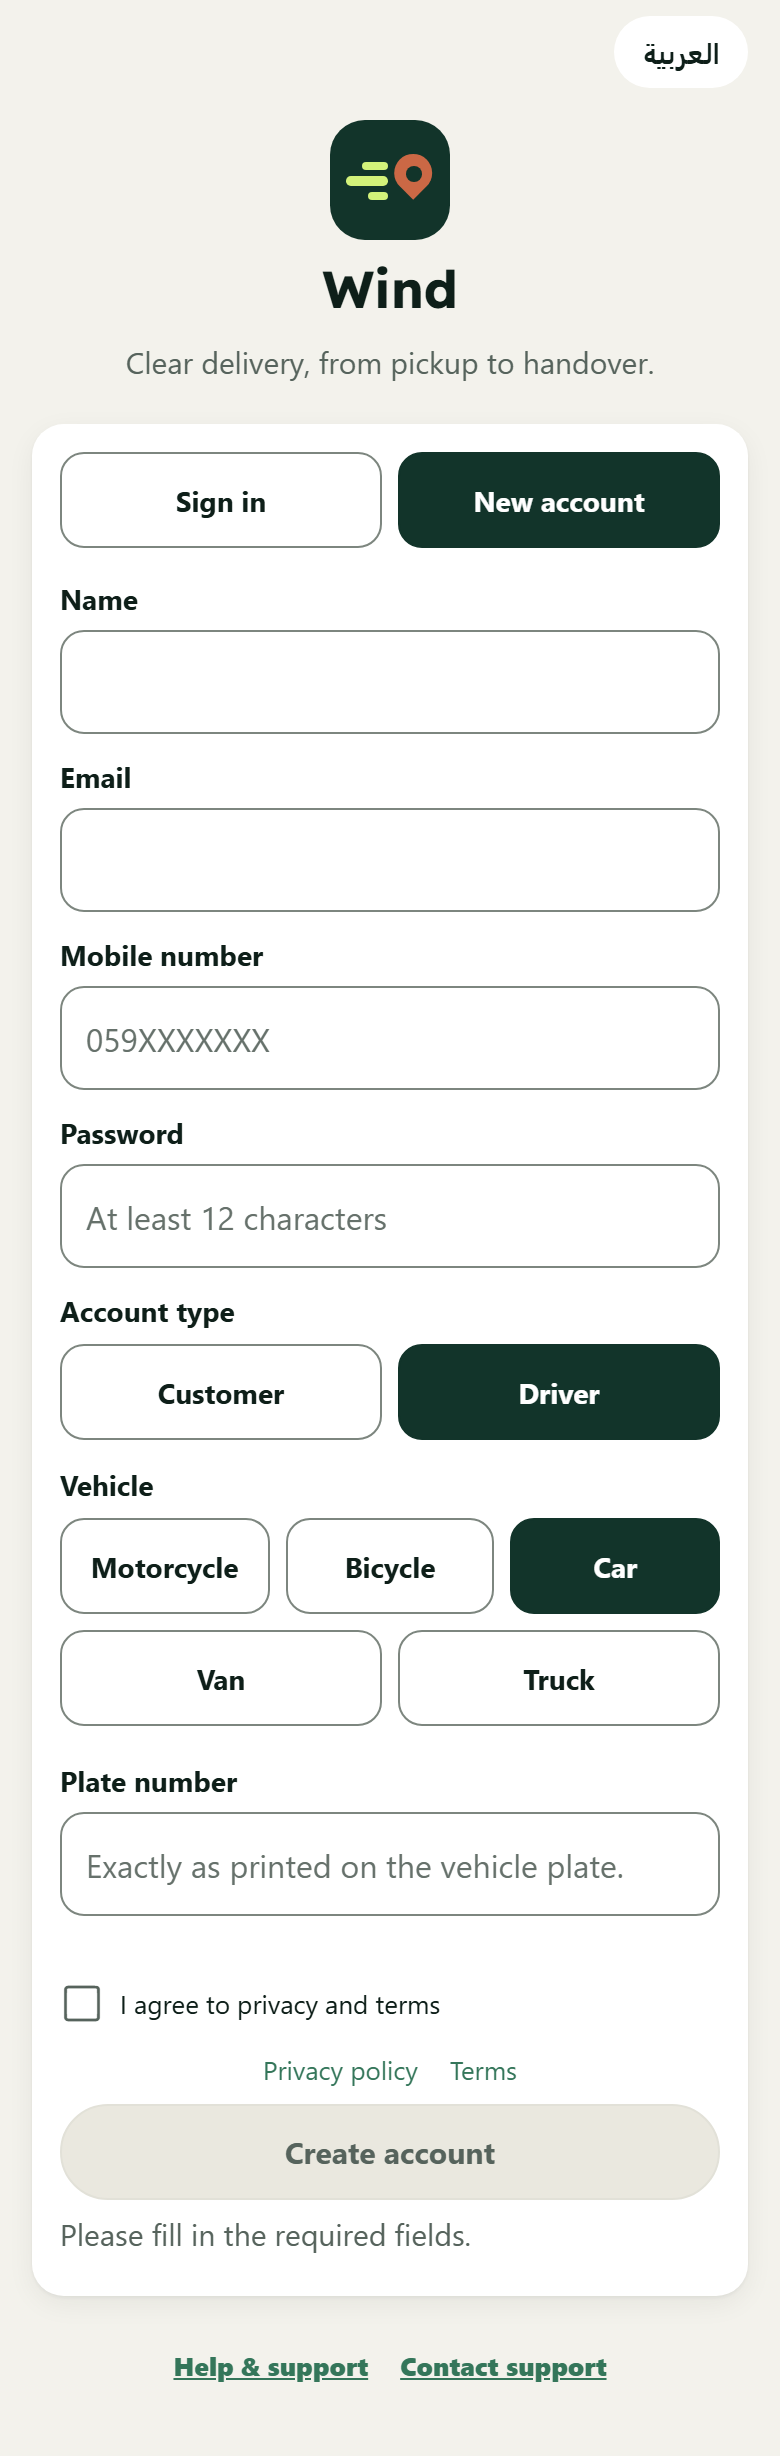 العربية
Wind
Clear delivery, from pickup to handover.
Sign in
New account
Name
Email
Mobile number
059XXXXXXX
Password
At least 12 characters
Account type
Customer
Driver
Vehicle
Motorcycle
Bicycle
Car
Van
Truck
Plate number
Exactly as printed on the vehicle plate.
I agree to privacy and terms
Privacy policy
Terms
Create account
Please fill in the required fields.
Help & support
Contact support